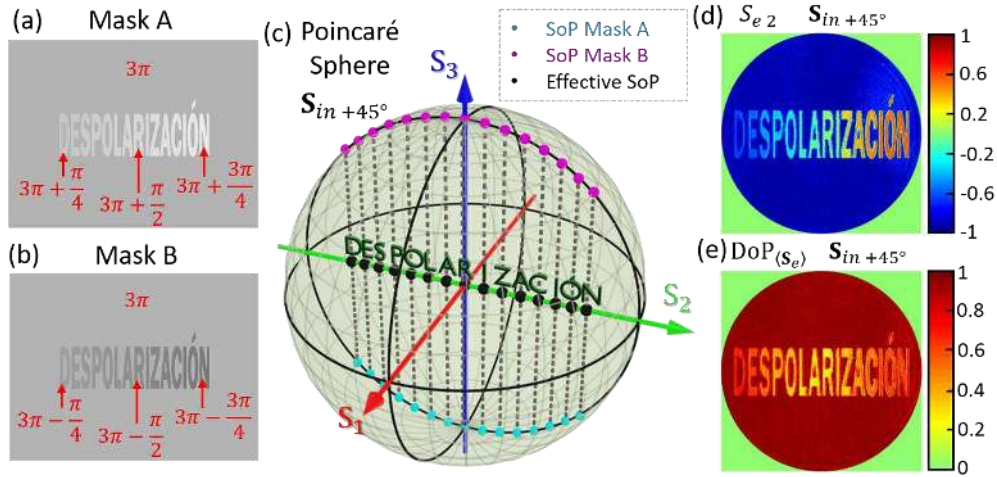 (a) Mask A
3π
DESPOLARIZACIÓN
3π + π/4
3π + π/2
3π + 3π/4
(b) Mask B
3π
DESPOLARIZACIÓN
3π − π/4
3π − π/2
3π − 3π/4
(c) Poincaré
Sphere
S_in +45°
SoP Mask A
SoP Mask B
Effective SoP
S₃
DESPOLARIZACIÓN
S₂
S₁
(d) S_e 2 S_in +45°
DESPOLARIZACIÓN
1
0.6
0.2
-0.2
-0.6
-1
(e) DoP⟨S_e⟩ S_in +45°
DESPOLARIZACIÓN
1
0.8
0.6
0.4
0.2
0